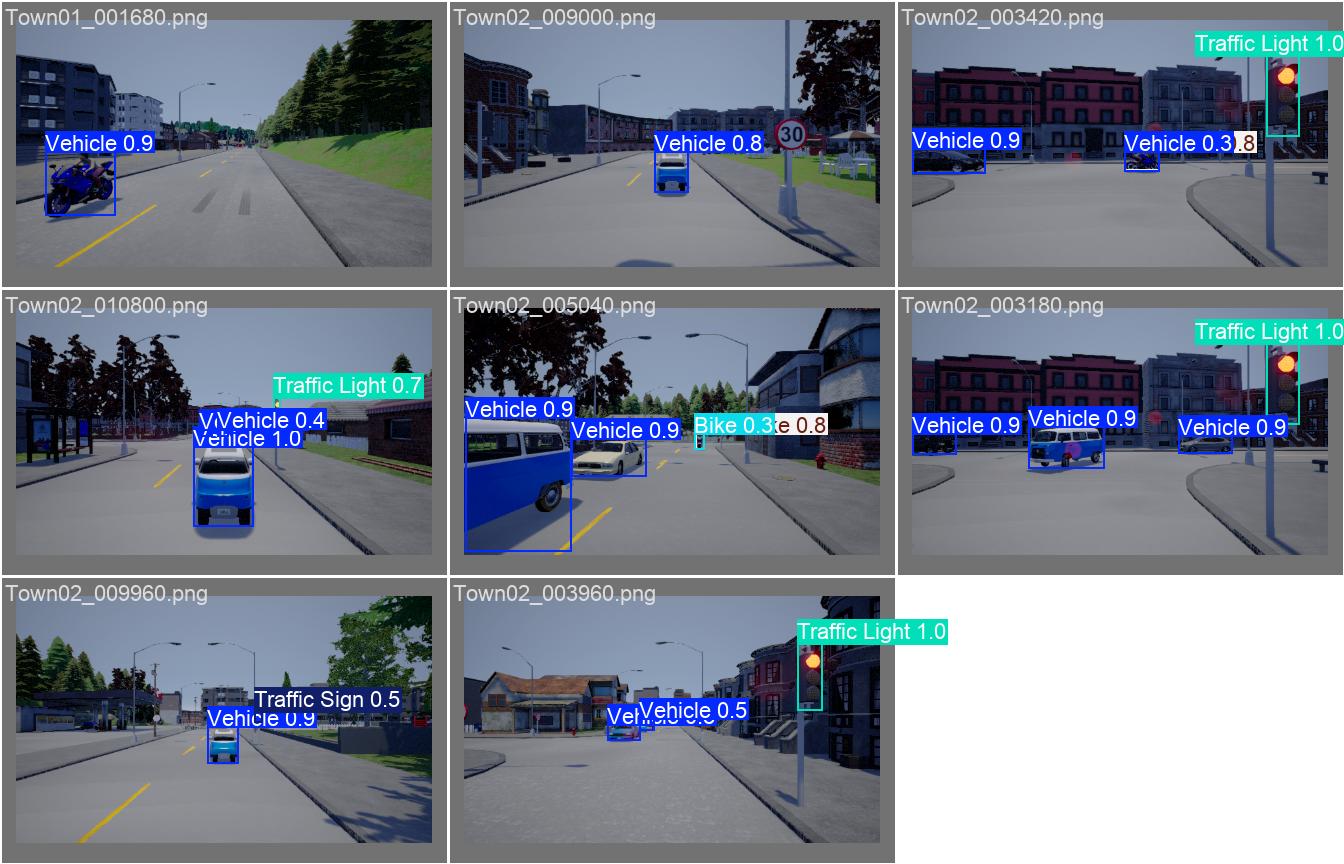 Town01_001680.png
Vehicle 0.9
Town02_009000.png
Vehicle 0.8
30
Town02_003420.png
Traffic Light 1.0
Vehicle 0.9
Vehicle 0.3
.8
Town02_010800.png
Traffic Light 0.7
Vehicle 0.4
Vehicle 1.0
Town02_005040.png
Vehicle 0.9
Vehicle 0.9
Bike 0.3
ke 0.8
Town02_003180.png
Traffic Light 1.0
Vehicle 0.9
Vehicle 0.9
Vehicle 0.9
Town02_009960.png
Traffic Sign 0.5
Vehicle 0.9
Town02_003960.png
Traffic Light 1.0
Vehicle 0.5